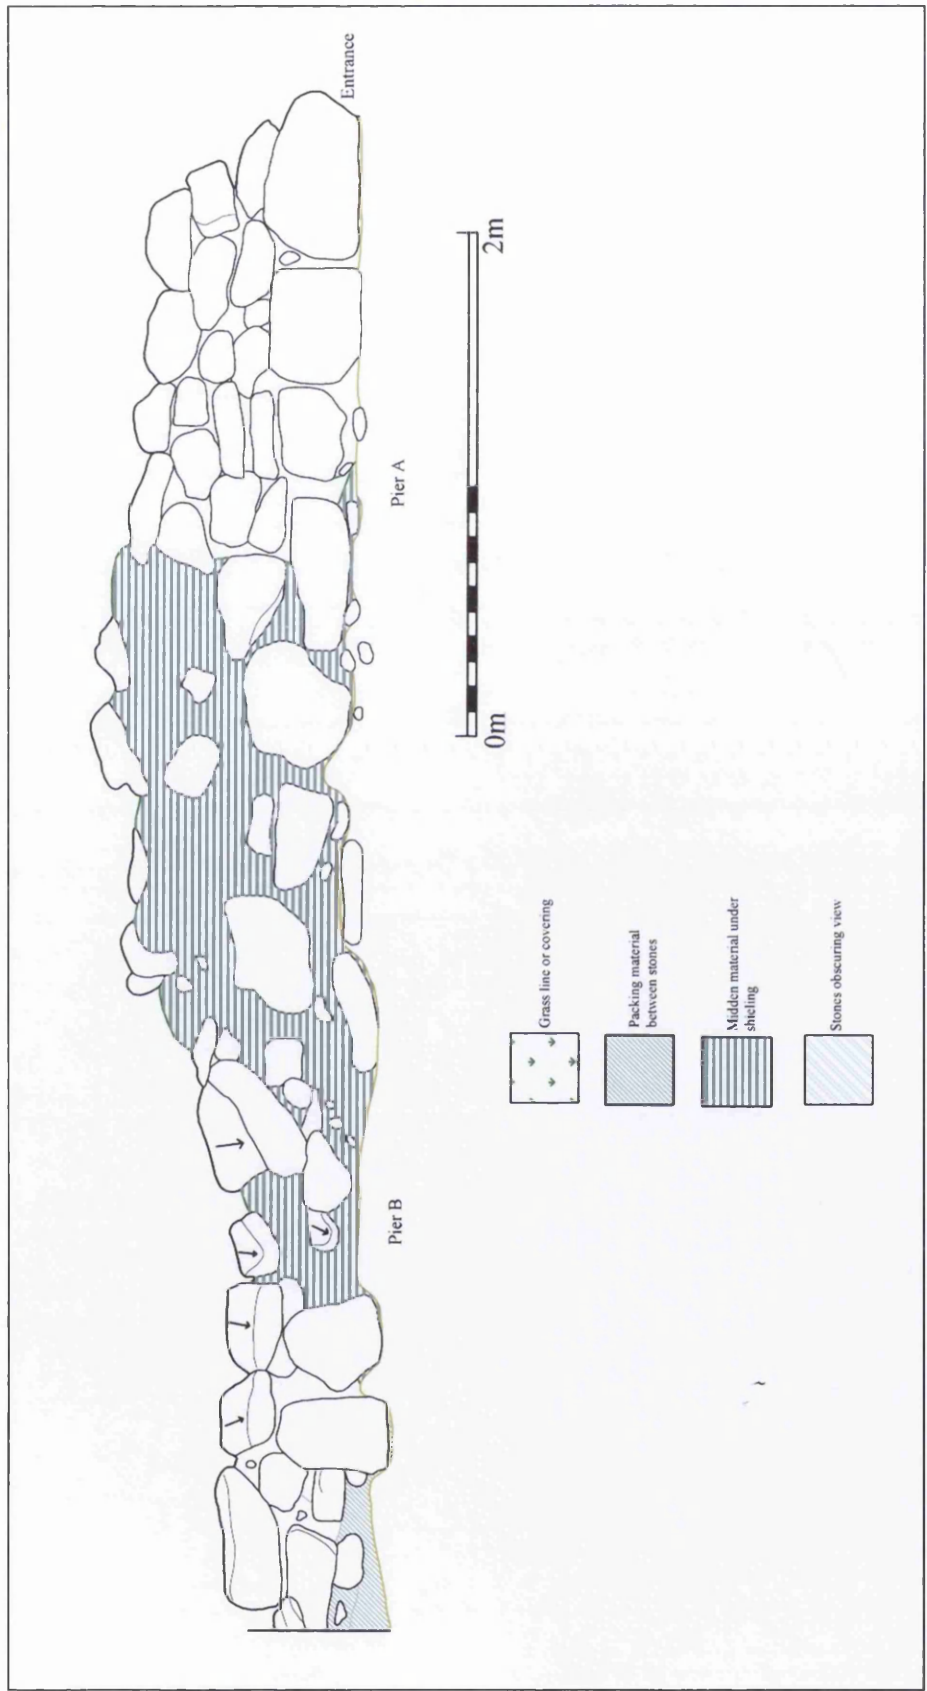 Entrance
Pier A
Pier B
0m
2m
Grass line or covering
Packing material
between stones
Midden material under
shieling
Stones obscuring view